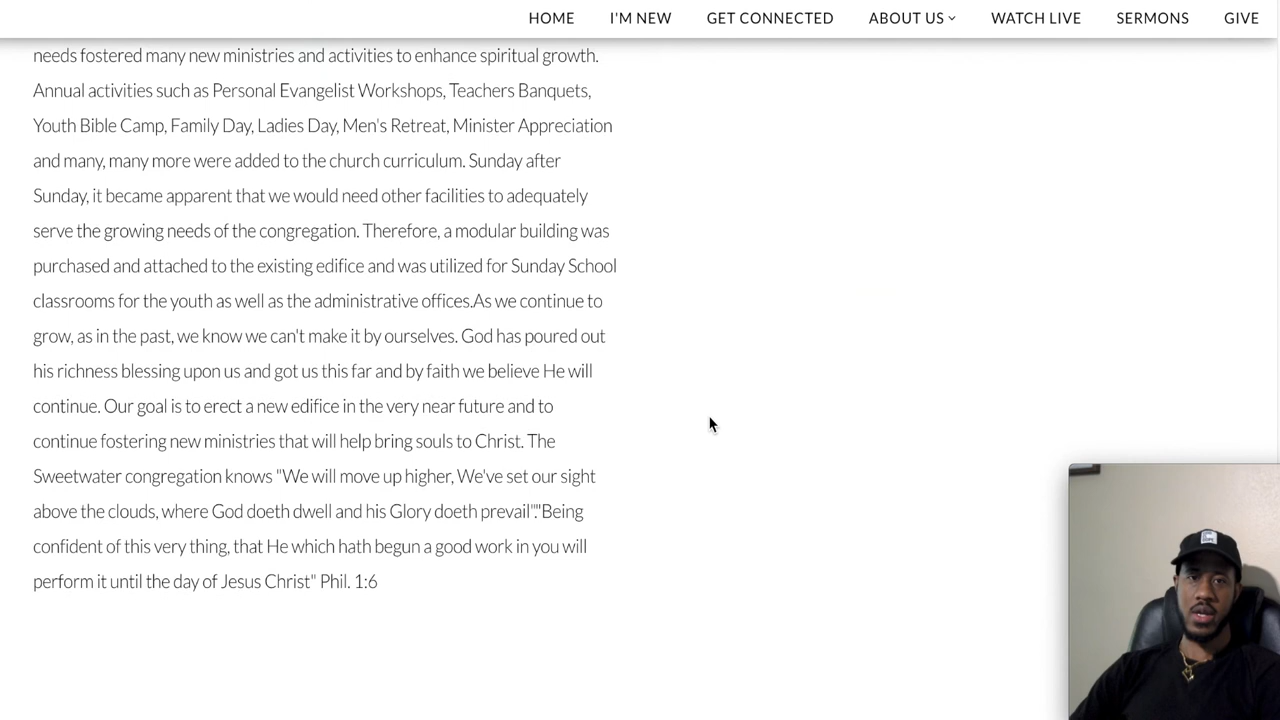 HOME I'M NEW GET CONNECTED ABOUT US WATCH LIVE SERMONS GIVE
needs fostered many new ministries and activities to enhance spiritual growth.
Annual activities such as Personal Evangelist Workshops, Teachers Banquets,
Youth Bible Camp, Family Day, Ladies Day, Men's Retreat, Minister Appreciation
and many, many more were added to the church curriculum. Sunday after
Sunday, it became apparent that we would need other facilities to adequately
serve the growing needs of the congregation. Therefore, a modular building was
purchased and attached to the existing edifice and was utilized for Sunday School
classrooms for the youth as well as the administrative offices.As we continue to
grow, as in the past, we know we can't make it by ourselves. God has poured out
his richness blessing upon us and got us this far and by faith we believe He will
continue. Our goal is to erect a new edifice in the very near future and to
continue fostering new ministries that will help bring souls to Christ. The
Sweetwater congregation knows "We will move up higher, We've set our sight
above the clouds, where God doeth dwell and his Glory doeth prevail"."Being
confident of this very thing, that He which hath begun a good work in you will
perform it until the day of Jesus Christ" Phil. 1:6